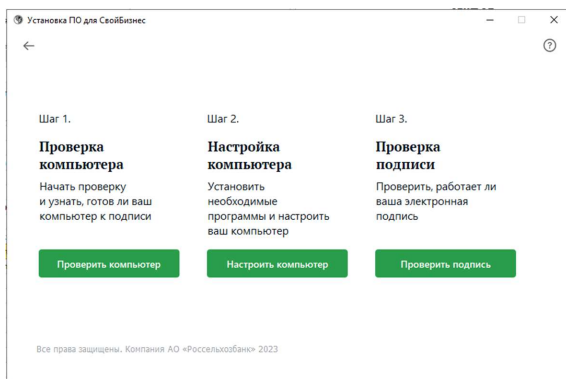 Установка ПО для СвойБизнес
Шаг 1.
Проверка
компьютера
Начать проверку
и узнать, готов ли ваш
компьютер к подписи
Проверить компьютер
Шаг 2.
Настройка
компьютера
Установить
необходимые
программы и настроить
ваш компьютер
Настроить компьютер
Шаг 3.
Проверка
подписи
Проверить, работает ли
ваша электронная
подпись
Проверить подпись
Все права защищены. Компания АО «Россельхозбанк» 2023